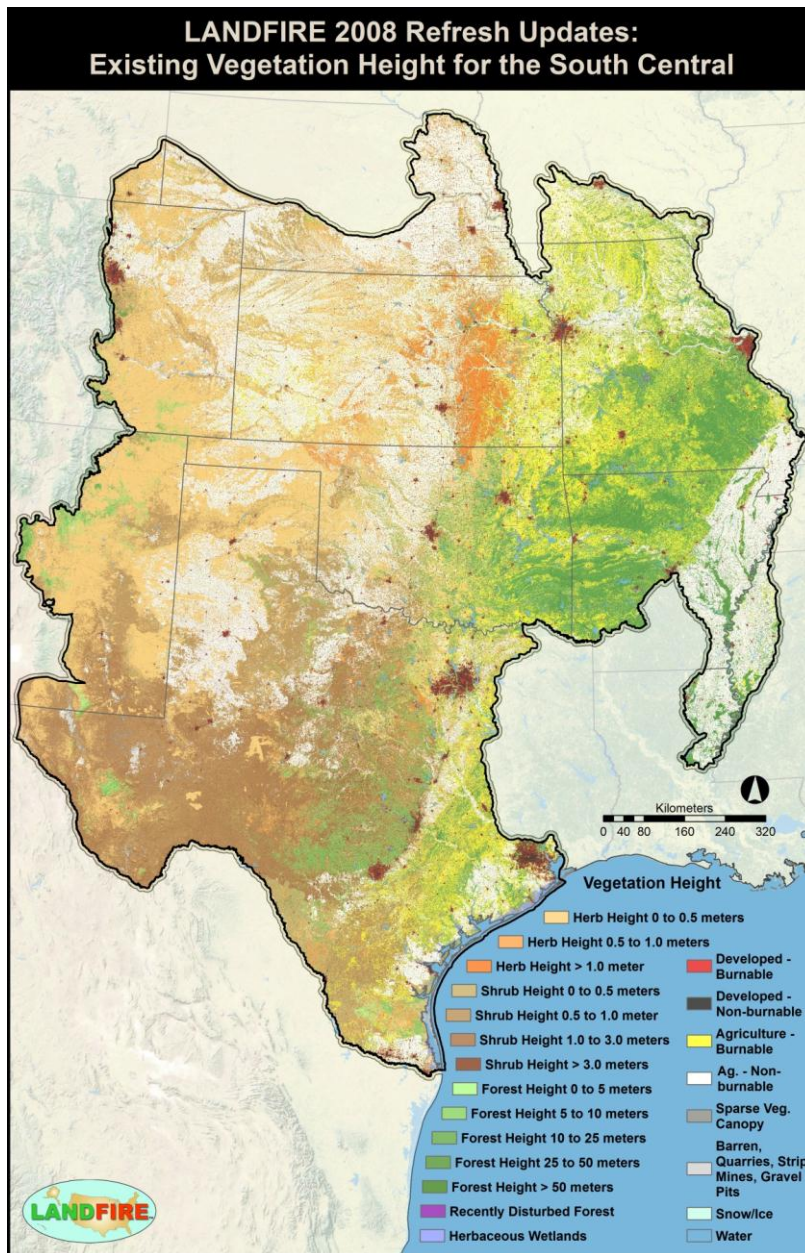 LANDFIRE 2008 Refresh Updates:
Existing Vegetation Height for the South Central
Kilometers
0 40 80 160 240 320
Vegetation Height
Herb Height 0 to 0.5 meters
Herb Height 0.5 to 1.0 meters
Herb Height > 1.0 meter
Shrub Height 0 to 0.5 meters
Shrub Height 0.5 to 1.0 meter
Shrub Height 1.0 to 3.0 meters
Shrub Height > 3.0 meters
Forest Height 0 to 5 meters
Forest Height 5 to 10 meters
Forest Height 10 to 25 meters
Forest Height 25 to 50 meters
Forest Height > 50 meters
Recently Disturbed Forest
Herbaceous Wetlands
Developed -
Burnable
Developed -
Non-burnable
Agriculture -
Burnable
Ag. - Non-
burnable
Sparse Veg.
Canopy
Barren,
Quarries, Strip
Mines, Gravel
Pits
Snow/Ice
Water
LANDFIRE